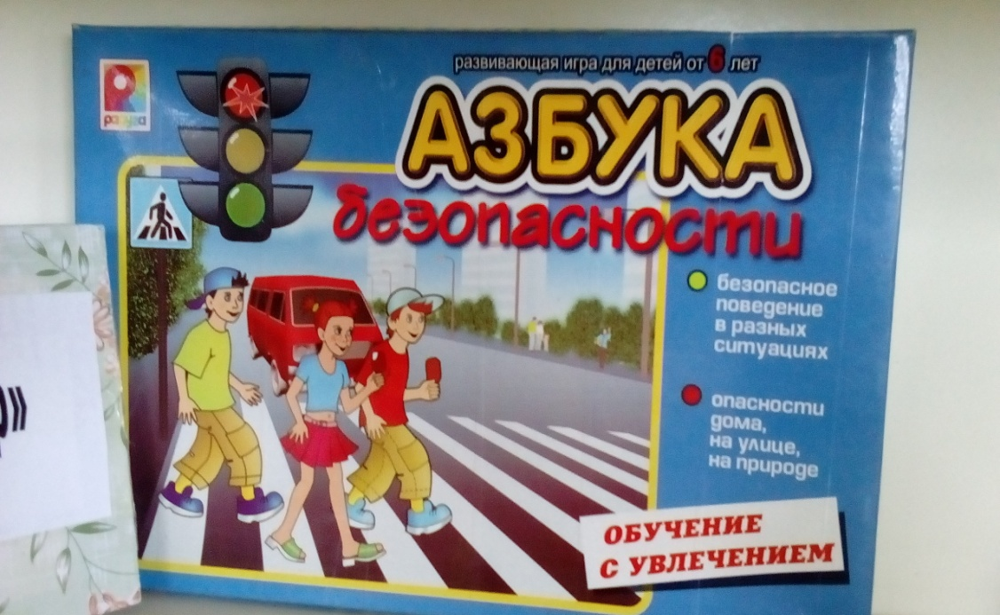 развивающая игра для детей от 6 лет
радуга
АЗБУКА
безопасности
безопасное
поведение
в разных
ситуациях
опасности
дома,
на улице,
на природе
ОБУЧЕНИЕ
С УВЛЕЧЕНИЕМ